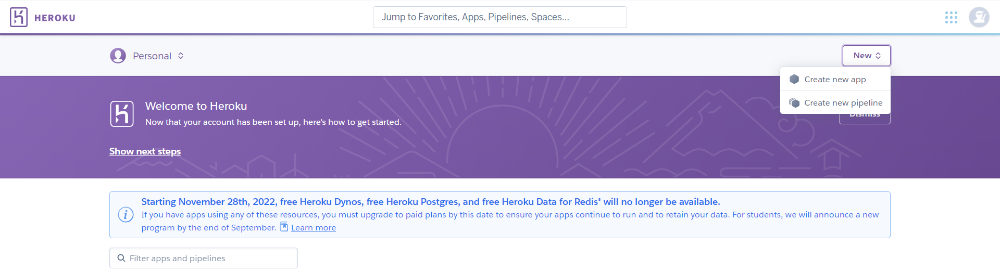 HEROKU
Jump to Favorites, Apps, Pipelines, Spaces...
Personal
New
Create new app
Create new pipeline
Dismiss
Welcome to Heroku
Now that your account has been set up, here's how to get started.
Show next steps
Starting November 28th, 2022, free Heroku Dynos, free Heroku Postgres, and free Heroku Data for Redis® will no longer be available.
If you have apps using any of these resources, you must upgrade to paid plans by this date to ensure your apps continue to run and to retain your data. For students, we will announce a new
program by the end of September. Learn more
Filter apps and pipelines